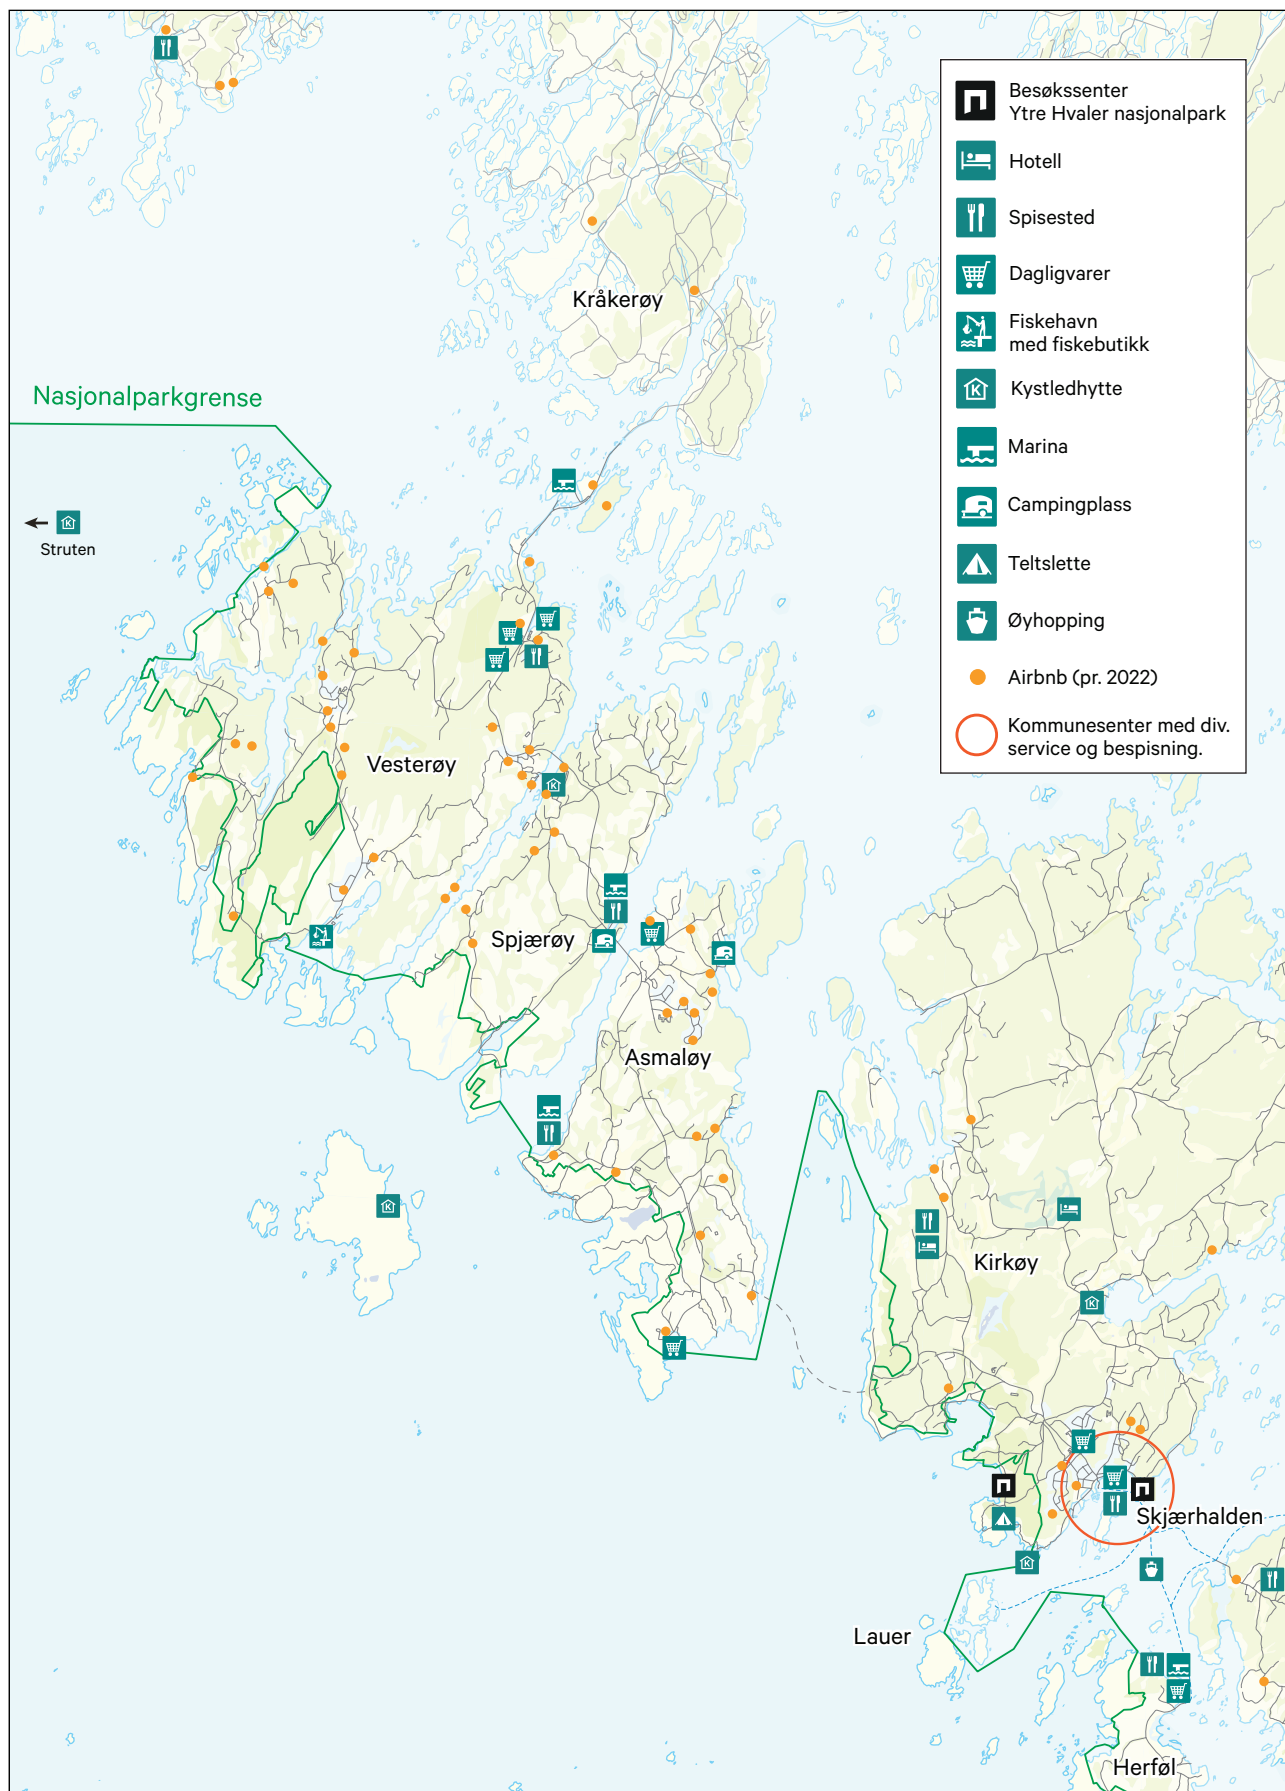 Besøkssenter
Ytre Hvaler nasjonalpark
Hotell
Spisested
Dagligvarer
Fiskehavn
med fiskebutikk
Kystledhytte
Marina
Campingplass
Teltslette
Øyhopping
Airbnb (pr. 2022)
Kommunesenter med div.
service og bespisning.
Kråkerøy
Nasjonalparkgrense
Struten
Vesterøy
Spjærøy
Asmaløy
Kirkøy
Skjærhalden
Lauer
Herføl